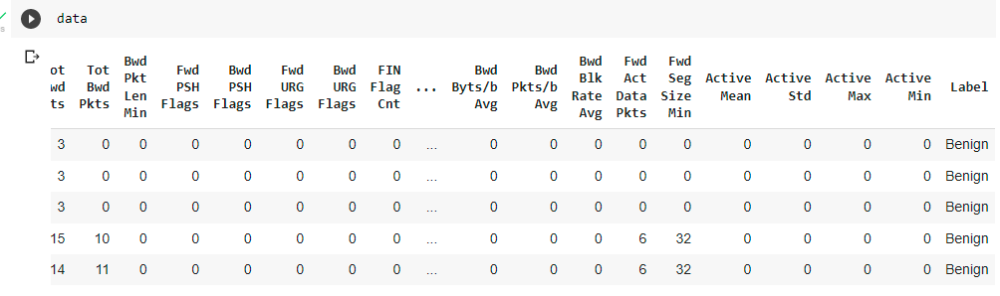 data
ot wd ts Tot Bwd Pkts Bwd Pkt Len Min Fwd PSH Flags Bwd PSH Flags Fwd URG Flags Bwd URG Flags FIN Flag Cnt ... Bwd Byts/b Avg Bwd Pkts/b Avg Bwd Blk Rate Avg Fwd Act Data Pkts Fwd Seg Size Min Active Mean Active Std Active Max Active Min Label
3 0 0 0 0 0 0 0 ... 0 0 0 0 0 0 0 0 0 Benign
3 0 0 0 0 0 0 0 ... 0 0 0 0 0 0 0 0 0 Benign
3 0 0 0 0 0 0 0 ... 0 0 0 0 0 0 0 0 0 Benign
15 10 0 0 0 0 0 0 ... 0 0 0 6 32 0 0 0 0 Benign
14 11 0 0 0 0 0 0 ... 0 0 0 6 32 0 0 0 0 Benign